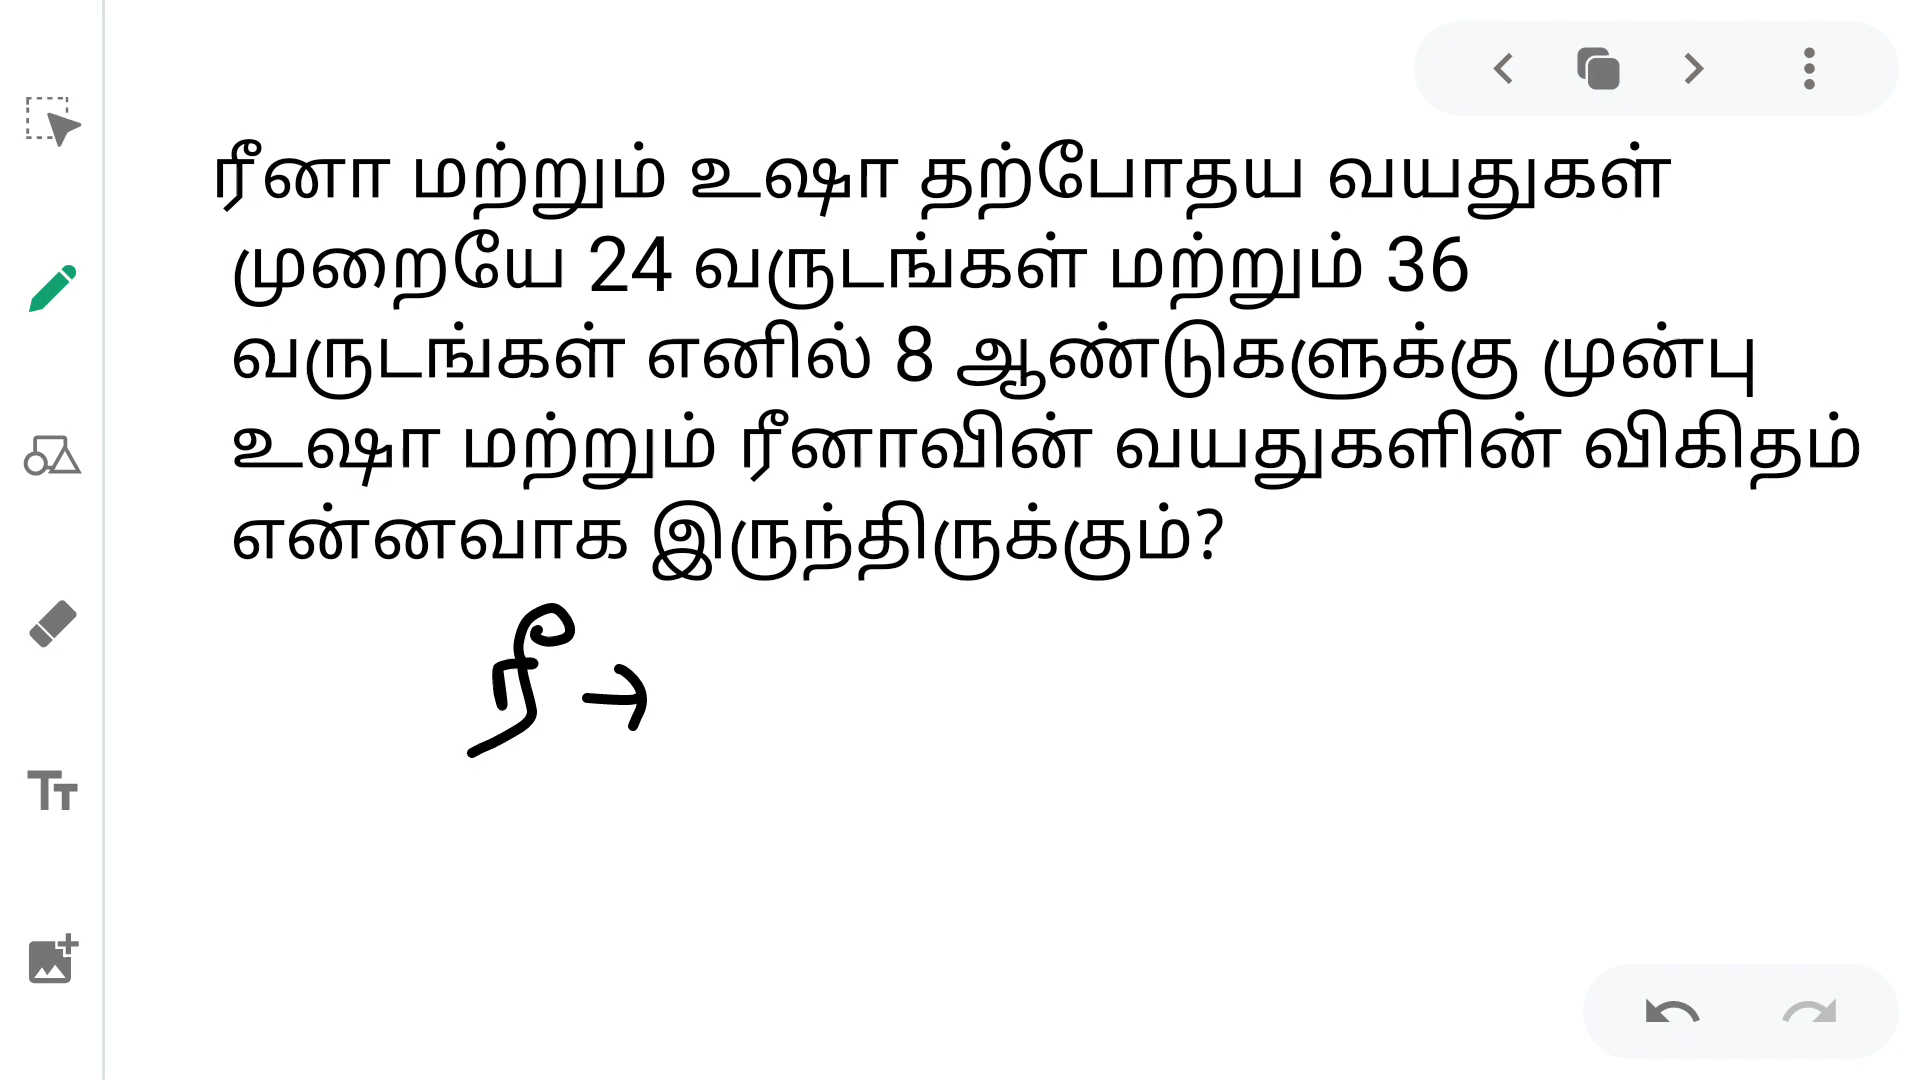 ரீனா மற்றும் உஷா தற்போதய வயதுகள்
முறையே 24 வருடங்கள் மற்றும் 36
வருடங்கள் எனில் 8 ஆண்டுகளுக்கு முன்பு
உஷா மற்றும் ரீனாவின் வயதுகளின் விகிதம்
என்னவாக இருந்திருக்கும்?
ரீ →